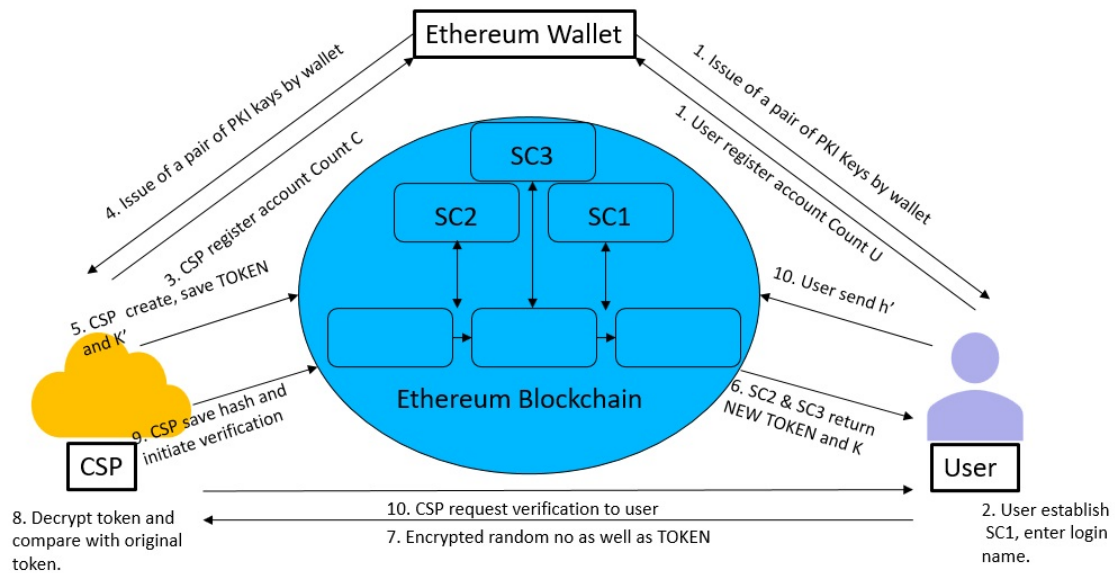 Ethereum Wallet
1. Issue of a pair of PKI Keys by wallet
1. User register account Count U
4. Issue of a pair of PKI kays by wallet
3. CSP register account Count C
SC3
SC2
SC1
5. CSP create, save TOKEN
and K’
10. User send h’
Ethereum Blockchain
6. SC2 & SC3 return
NEW TOKEN and K
9. CSP save hash and
initiate verification
CSP
User
10. CSP request verification to user
7. Encrypted random no as well as TOKEN
8. Decrypt token and
compare with original
token.
2. User establish
SC1, enter login
name.